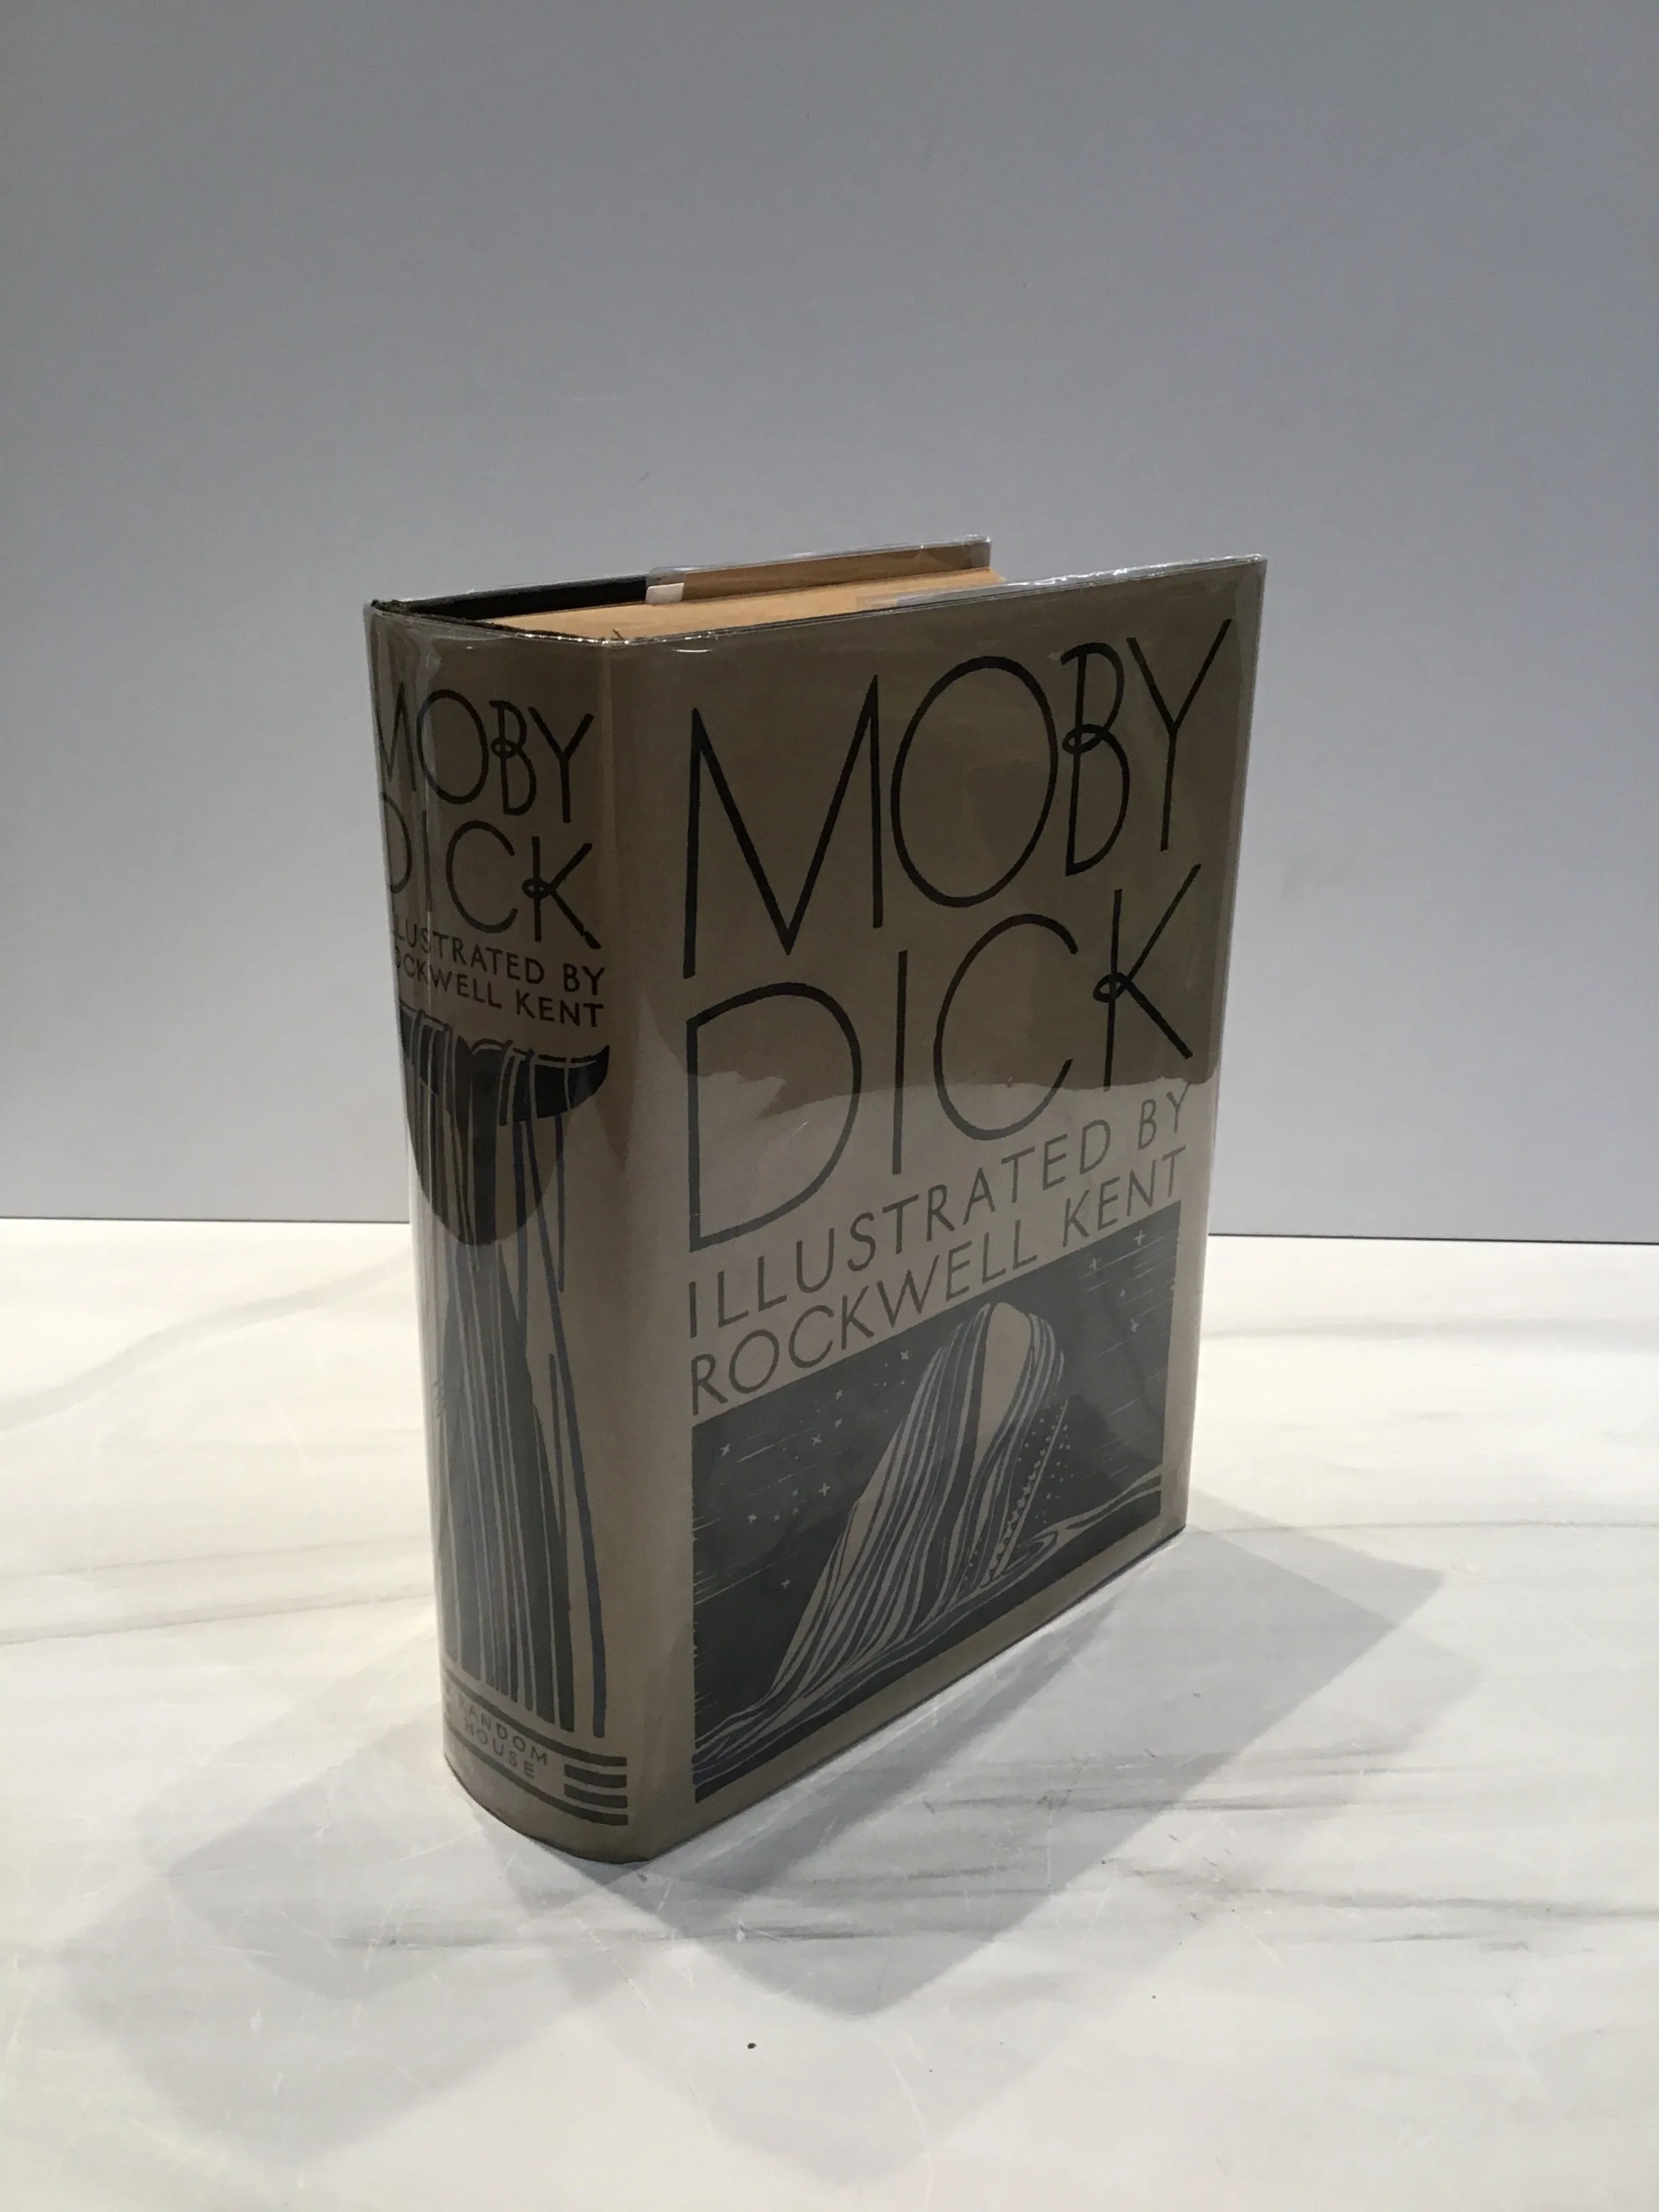 MOBY
DICK
ILLUSTRATED BY
ROCKWELL KENT
RANDOM
HOUSE
MOBY
DICK
ILLUSTRATED BY
ROCKWELL KENT